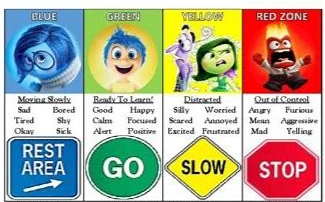 BLUE
GREEN
YELLOW
RED ZONE
Moving Slowly
Sad Bored
Tired Shy
Okay Sick
Ready To Learn!
Good Happy
Calm Focused
Alert Positive
Distracted
Silly Worried
Scared Annoyed
Excited Frustrated
Out of Control
Angry Furious
Mean Aggressive
Mad Yelling
REST
AREA
GO
SLOW
STOP